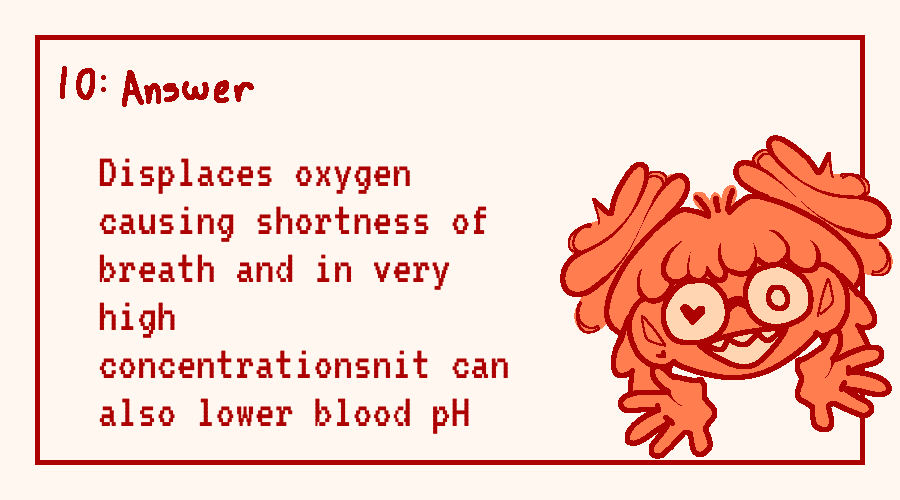 10: Answer
Displaces oxygen
causing shortness of
breath and in very
high
concentrationsnit can
also lower blood pH